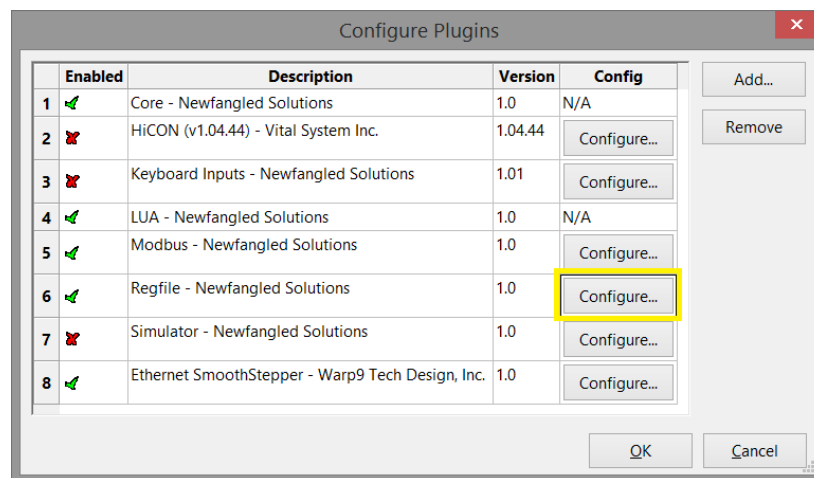 Configure Plugins
Enabled Description Version Config
1 Core - Newfangled Solutions 1.0 N/A
2 HiCON (v1.04.44) - Vital System Inc. 1.04.44 Configure...
3 Keyboard Inputs - Newfangled Solutions 1.01 Configure...
4 LUA - Newfangled Solutions 1.0 N/A
5 Modbus - Newfangled Solutions 1.0 Configure...
6 Regfile - Newfangled Solutions 1.0 Configure...
7 Simulator - Newfangled Solutions 1.0 Configure...
8 Ethernet SmoothStepper - Warp9 Tech Design, Inc. 1.0 Configure...
Add...
Remove
OK Cancel